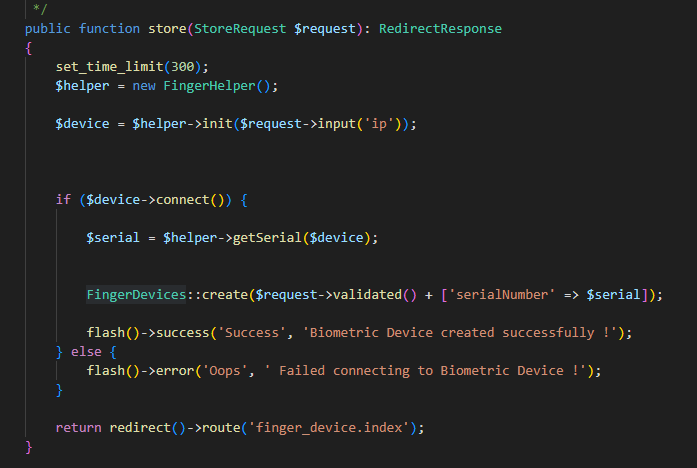 */
public function store(StoreRequest $request): RedirectResponse
{
set_time_limit(300);
$helper = new FingerHelper();
$device = $helper->init($request->input('ip'));
if ($device->connect()) {
$serial = $helper->getSerial($device);
FingerDevices::create($request->validated() + ['serialNumber' => $serial]);
flash()->success('Success', 'Biometric Device created successfully !');
} else {
flash()->error('Oops', ' Failed connecting to Biometric Device !');
}
return redirect()->route('finger_device.index');
}